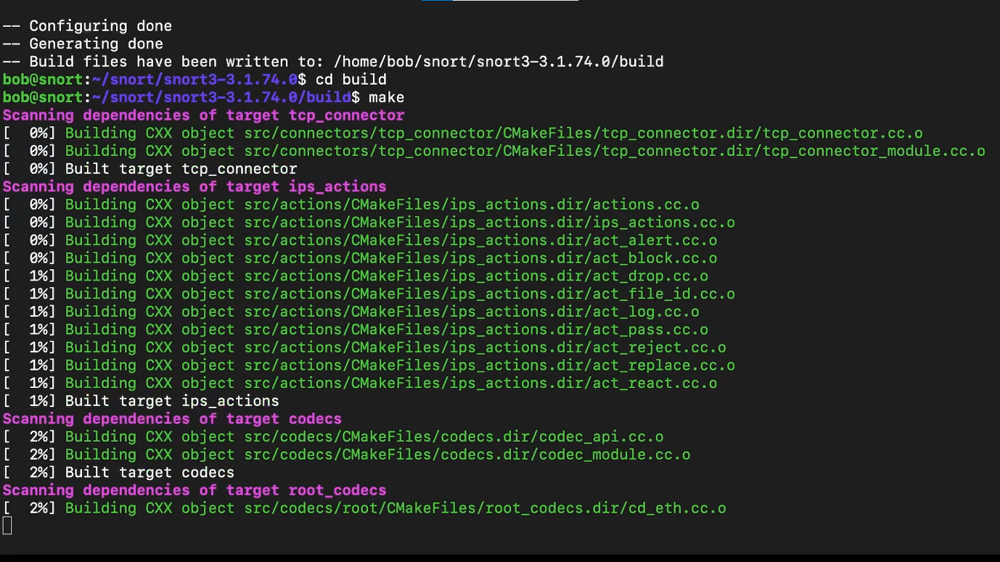 -- Configuring done
-- Generating done
-- Build files have been written to: /home/bob/snort/snort3-3.1.74.0/build
bob@snort:~/snort/snort3-3.1.74.0$ cd build
bob@snort:~/snort/snort3-3.1.74.0/build$ make
Scanning dependencies of target tcp_connector
[  0%] Building CXX object src/connectors/tcp_connector/CMakeFiles/tcp_connector.dir/tcp_connector.cc.o
[  0%] Building CXX object src/connectors/tcp_connector/CMakeFiles/tcp_connector.dir/tcp_connector_module.cc.o
[  0%] Built target tcp_connector
Scanning dependencies of target ips_actions
[  0%] Building CXX object src/actions/CMakeFiles/ips_actions.dir/actions.cc.o
[  0%] Building CXX object src/actions/CMakeFiles/ips_actions.dir/ips_actions.cc.o
[  0%] Building CXX object src/actions/CMakeFiles/ips_actions.dir/act_alert.cc.o
[  0%] Building CXX object src/actions/CMakeFiles/ips_actions.dir/act_block.cc.o
[  1%] Building CXX object src/actions/CMakeFiles/ips_actions.dir/act_drop.cc.o
[  1%] Building CXX object src/actions/CMakeFiles/ips_actions.dir/act_file_id.cc.o
[  1%] Building CXX object src/actions/CMakeFiles/ips_actions.dir/act_log.cc.o
[  1%] Building CXX object src/actions/CMakeFiles/ips_actions.dir/act_pass.cc.o
[  1%] Building CXX object src/actions/CMakeFiles/ips_actions.dir/act_reject.cc.o
[  1%] Building CXX object src/actions/CMakeFiles/ips_actions.dir/act_replace.cc.o
[  1%] Building CXX object src/actions/CMakeFiles/ips_actions.dir/act_react.cc.o
[  1%] Built target ips_actions
Scanning dependencies of target codecs
[  2%] Building CXX object src/codecs/CMakeFiles/codecs.dir/codec_api.cc.o
[  2%] Building CXX object src/codecs/CMakeFiles/codecs.dir/codec_module.cc.o
[  2%] Built target codecs
Scanning dependencies of target root_codecs
[  2%] Building CXX object src/codecs/root/CMakeFiles/root_codecs.dir/cd_eth.cc.o